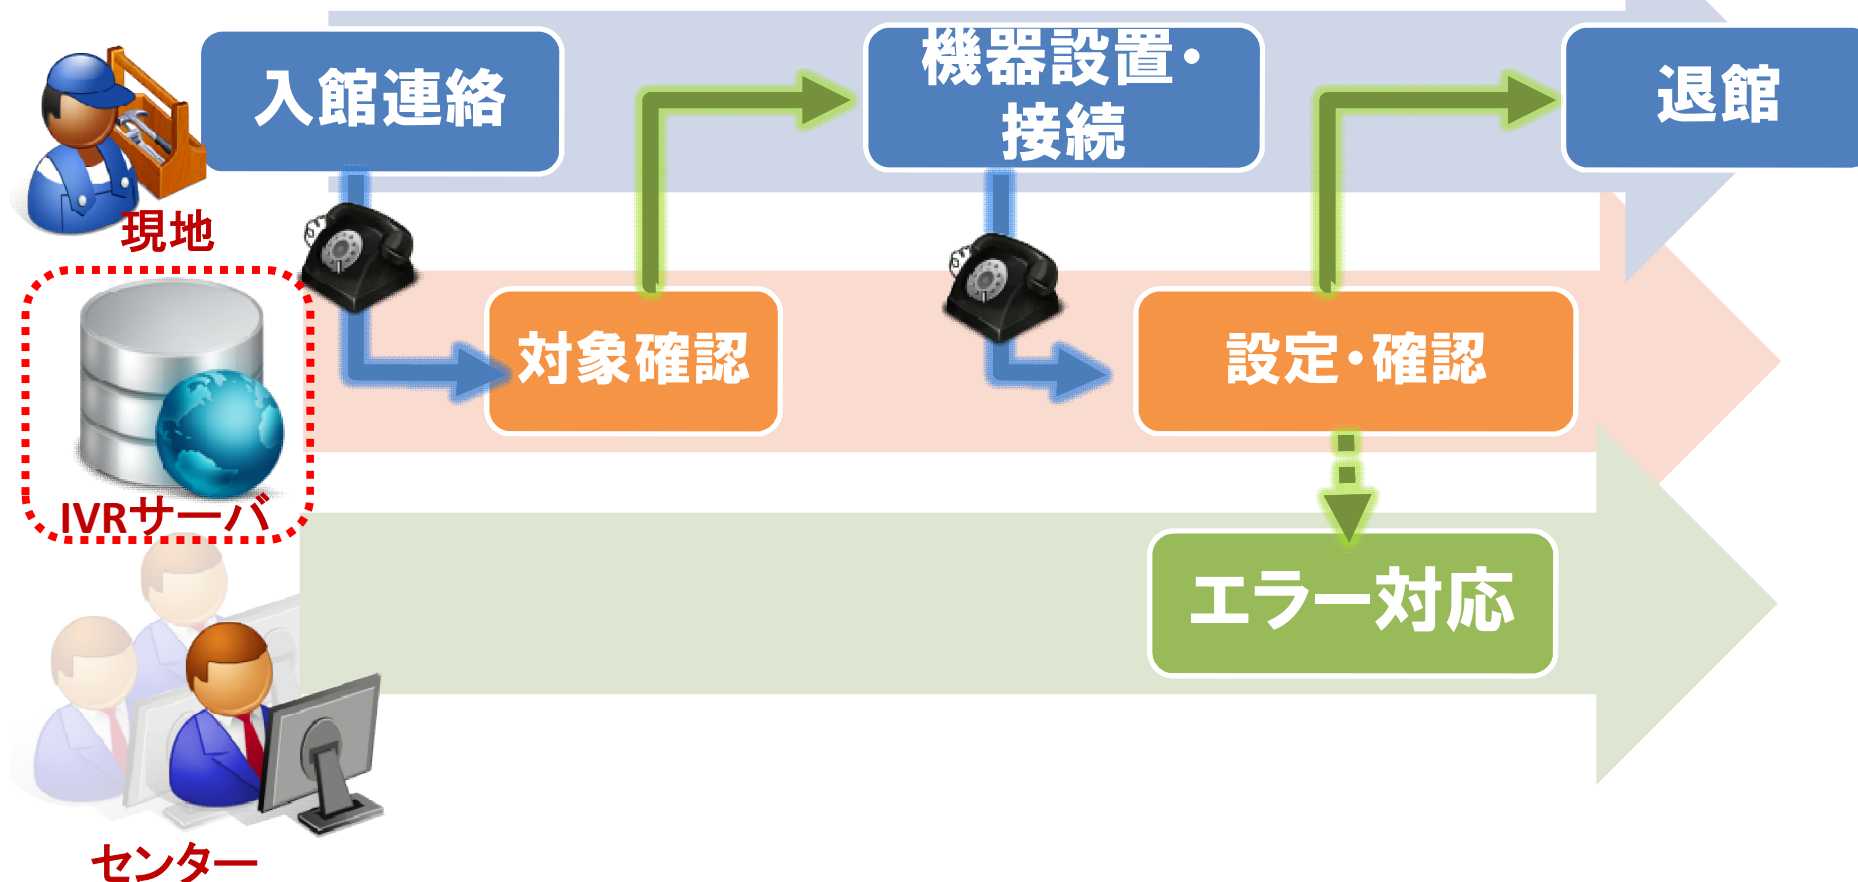 入館連絡
機器設置・
接続
退館
現地
対象確認
設定・確認
IVRサーバ
エラー対応
センター